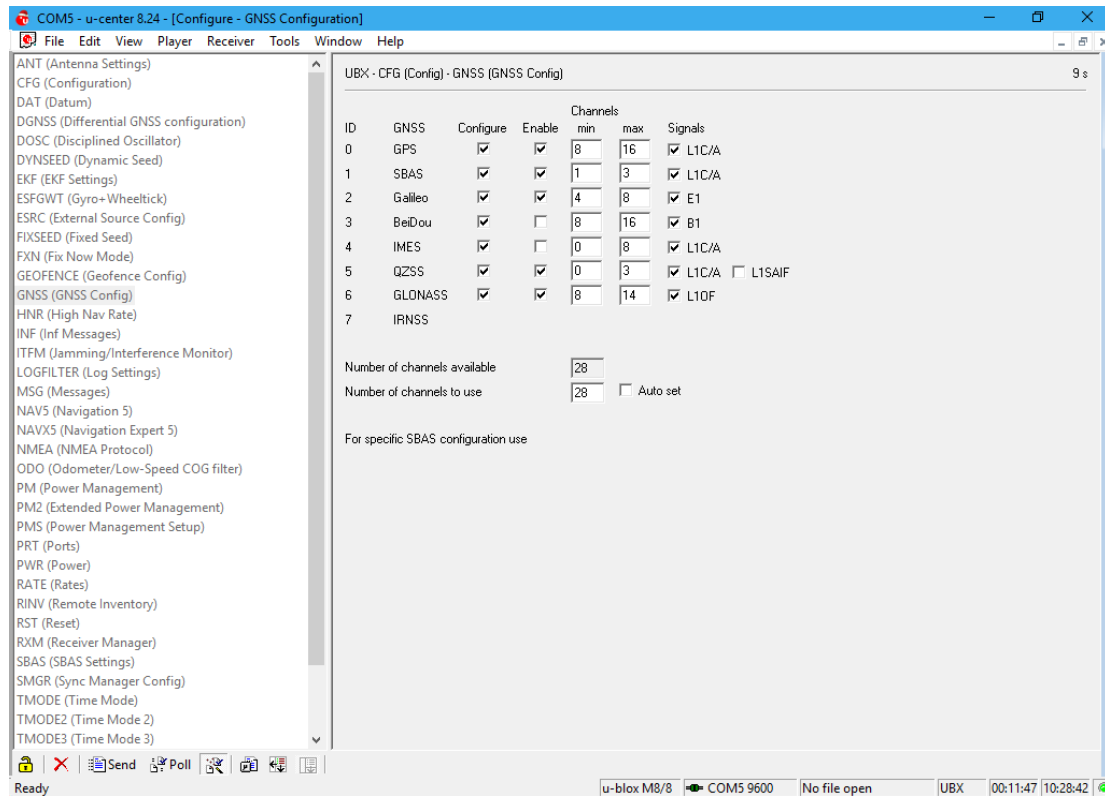 COM5 - u-center 8.24 - [Configure - GNSS Configuration]
File Edit View Player Receiver Tools Window Help
ANT (Antenna Settings)
CFG (Configuration)
DAT (Datum)
DGNSS (Differential GNSS configuration)
DOSC (Disciplined Oscillator)
DYNSEED (Dynamic Seed)
EKF (EKF Settings)
ESFGWT (Gyro+Wheeltick)
ESRC (External Source Config)
FIXSEED (Fixed Seed)
FXN (Fix Now Mode)
GEOFENCE (Geofence Config)
GNSS (GNSS Config)
HNR (High Nav Rate)
INF (Inf Messages)
ITFM (Jamming/Interference Monitor)
LOGFILTER (Log Settings)
MSG (Messages)
NAV5 (Navigation 5)
NAVX5 (Navigation Expert 5)
NMEA (NMEA Protocol)
ODO (Odometer/Low-Speed COG filter)
PM (Power Management)
PM2 (Extended Power Management)
PMS (Power Management Setup)
PRT (Ports)
PWR (Power)
RATE (Rates)
RINV (Remote Inventory)
RST (Reset)
RXM (Receiver Manager)
SBAS (SBAS Settings)
SMGR (Sync Manager Config)
TMODE (Time Mode)
TMODE2 (Time Mode 2)
TMODE3 (Time Mode 3)
UBX - CFG (Config) - GNSS (GNSS Config) 9 s
Channels
ID GNSS Configure Enable min max Signals
0 GPS 8 16 L1C/A
1 SBAS 1 3 L1C/A
2 Galileo 4 8 E1
3 BeiDou 8 16 B1
4 IMES 0 8 L1C/A
5 QZSS 0 3 L1C/A L1SAIF
6 GLONASS 8 14 L1OF
7 IRNSS
Number of channels available 28
Number of channels to use 28 Auto set
For specific SBAS configuration use
Send Poll
Ready u-blox M8/8 COM5 9600 No file open UBX 00:11:47 10:28:42